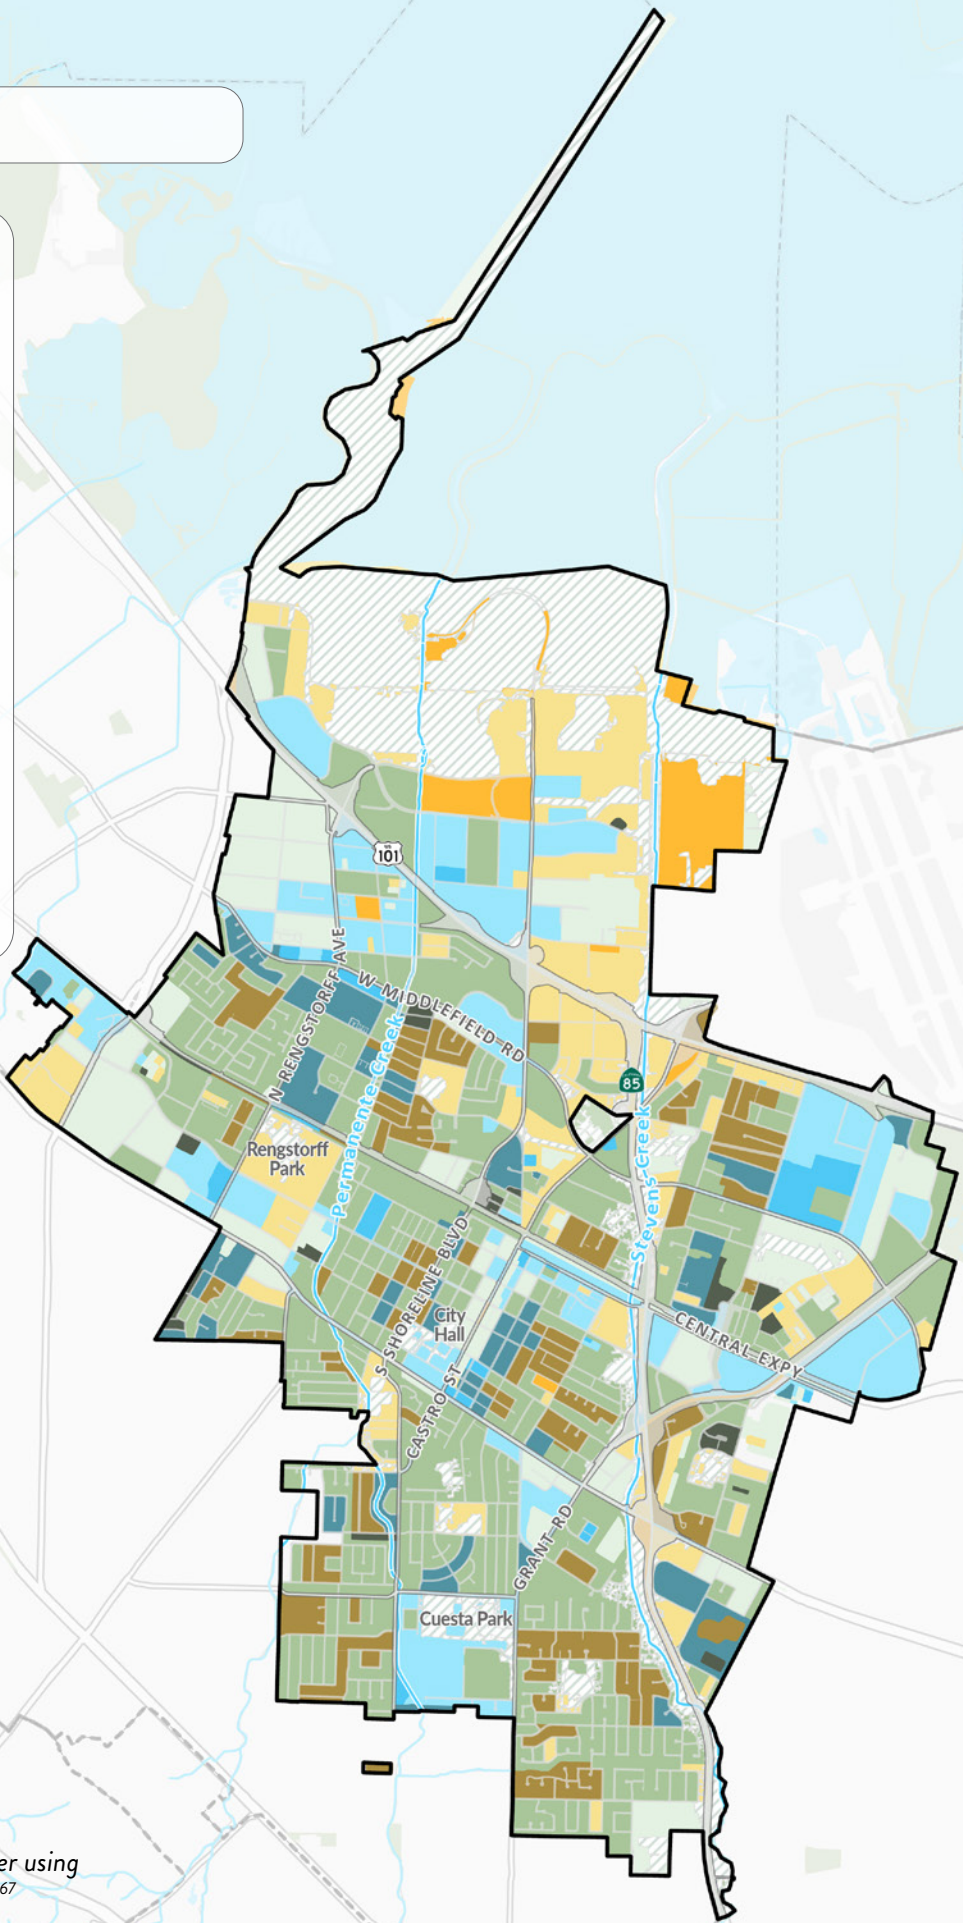 US
101
N RENGSTORFF AVE
W MIDDLEFIELD RD
Permanente Creek
85
Stevens Creek
Rengstorff
Park
S SHORELINE BLVD
City
Hall
CENTRAL EXPY
CASTRO ST
GRANT RD
Cuesta Park
er using
67